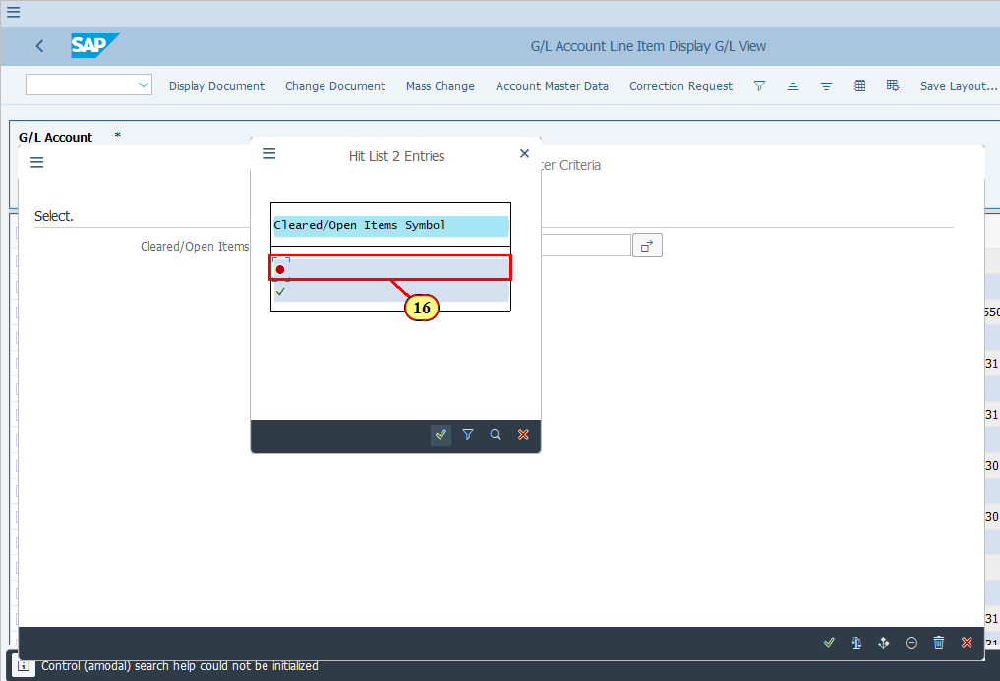 SAP
G/L Account Line Item Display G/L View
Display Document Change Document Mass Change Account Master Data Correction Request Save Layout...
G/L Account *
Hit List 2 Entries
ter Criteria
Select.
Cleared/Open Items Symbol
Cleared/Open Items
16
550
31
31
30
30
31
31
Control (amodal) search help could not be initialized